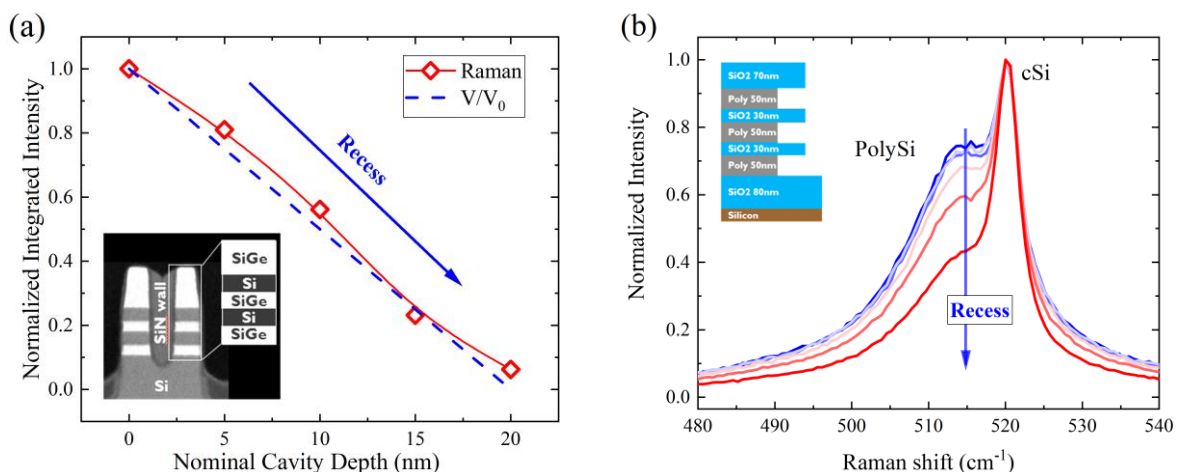 (a)
Normalized Integrated Intensity
1.0
0.8
0.6
0.4
0.2
0.0
Raman
V/V₀
Recess
SiGe
Si
SiGe
Si
SiGe
SiN wall
Si
0
5
10
15
20
Nominal Cavity Depth (nm)
(b)
Normalized Intensity
1.0
0.8
0.6
0.4
0.2
0.0
SiO2 70nm
Poly 50nm
SiO2 30nm
Poly 50nm
SiO2 30nm
Poly 50nm
SiO2 80nm
Silicon
cSi
PolySi
Recess
480
490
500
510
520
530
540
Raman shift (cm⁻¹)